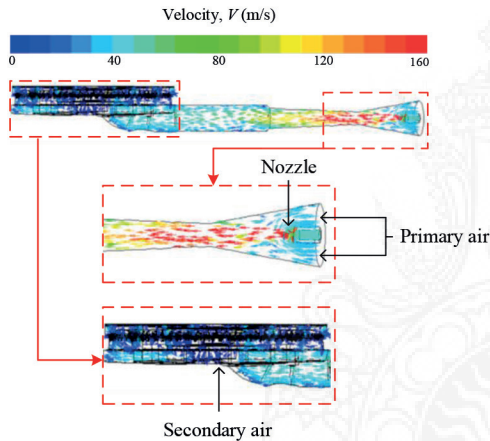 Velocity, V (m/s)
0 40 80 120 160
Nozzle
Primary air
Secondary air